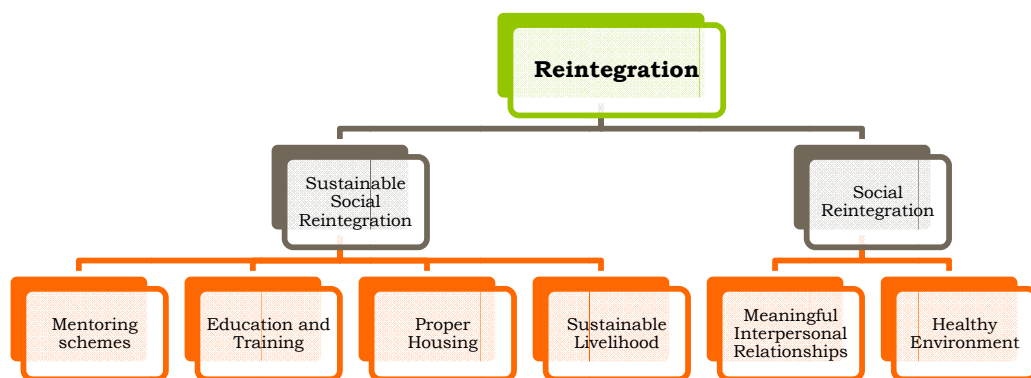 Reintegration
Sustainable
Social
Reintegration
Social
Reintegration
Mentoring
schemes
Education and
Training
Proper
Housing
Sustainable
Livelihood
Meaningful
Interpersonal
Relationships
Healthy
Environment